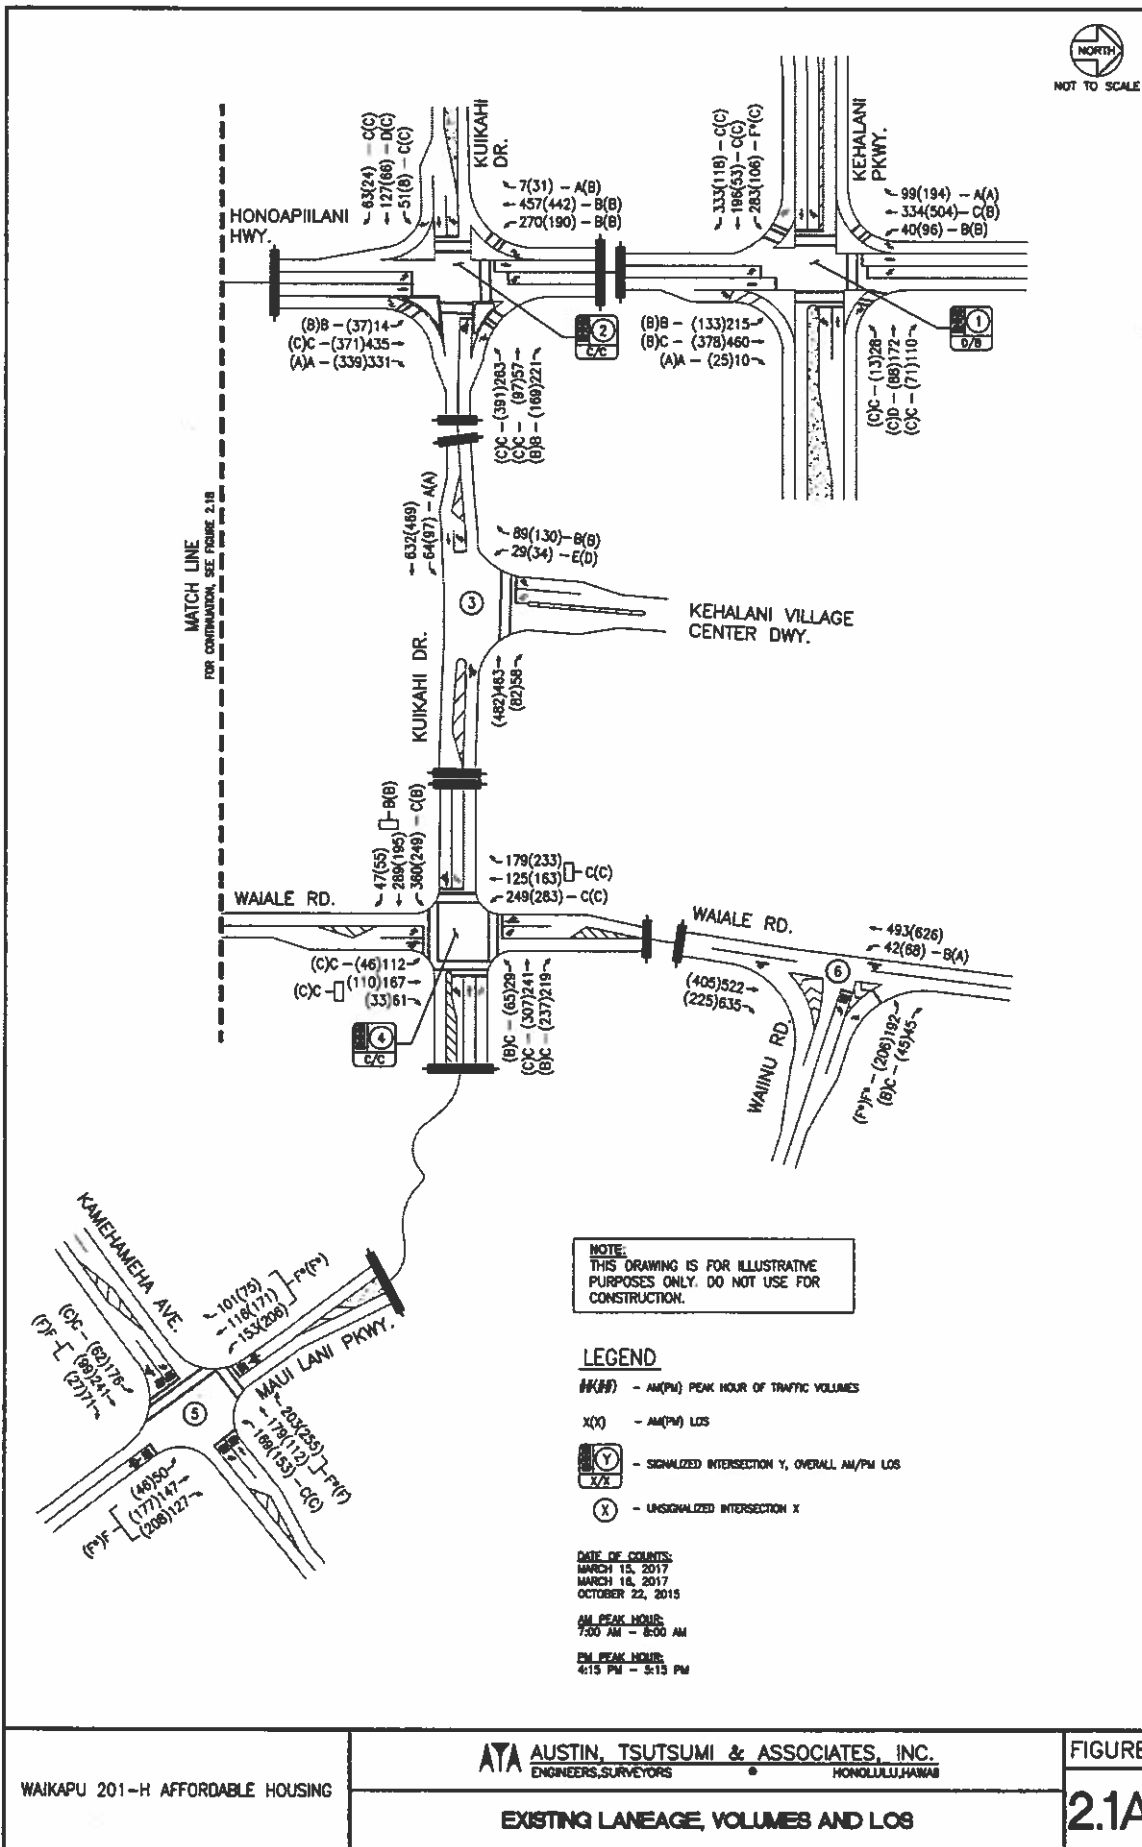 NORTH
NOT TO SCALE
KUIKAHI
DR.
63(24) – C(C)
127(66) – D(C)
51(8) – C(C)
7(31) – A(B)
457(442) – B(B)
270(190) – B(B)
HONOAPIILANI
HWY.
(B)B – (37)14
(C)C – (371)435
(A)A – (339)331
2
C/C
(C)C – (391)263
(C)C – (97)57
(B)B – (169)221
KEHALANI
PKWY.
333(118) – C(C)
196(53) – C(C)
283(106) – F*(C)
99(194) – A(A)
334(504) – C(B)
40(96) – B(B)
(B)B – (133)215
(B)C – (378)460
(A)A – (25)10
1
D/B
(C)C – (13)28
(C)D – (88)172
(C)C – (71)110
MATCH LINE
FOR CONTINUATION, SEE FIGURE 2.1B
632(469)
64(97) – A(A)
89(130) – B(B)
29(34) – E(D)
3
KEHALANI VILLAGE
CENTER DWY.
KUIKAHI DR.
(482)463
(82)58
47(55)
289(195)
B(B)
360(249) – C(B)
179(233)
125(163)
C(C)
249(283) – C(C)
WAIALE RD.
(C)C – (46)112
(C)C –
(110)167
(33)61
4
C/C
(B)C – (65)29
(C)C – (307)241
(B)C – (237)219
WAIALE RD.
493(626)
42(68) – B(A)
6
(405)522
(225)635
WAIINU RD.
(F*)F* – (206)192
(B)C – (45)45
KAMEHAMEHA AVE.
101(75)
116(171)
153(206)
F*(F*)
(C)C – (62)176
(F)F
(99)241
(27)71
MAUI LANI PKWY.
5
203(255)
179(112)
F*(F)
169(153) – C(C)
(46)50
(177)147
(208)127
(F*)F
NOTE:
THIS DRAWING IS FOR ILLUSTRATIVE
PURPOSES ONLY. DO NOT USE FOR
CONSTRUCTION.
LEGEND
#(#) – AM(PM) PEAK HOUR OF TRAFFIC VOLUMES
X(X) – AM(PM) LOS
Y
X/X
– SIGNALIZED INTERSECTION Y, OVERALL AM/PM LOS
X – UNSIGNALIZED INTERSECTION X
DATE OF COUNTS:
MARCH 15, 2017
MARCH 16, 2017
OCTOBER 22, 2015
AM PEAK HOUR:
7:00 AM – 8:00 AM
PM PEAK HOUR:
4:15 PM – 5:15 PM
WAIKAPU 201-H AFFORDABLE HOUSING
ATA AUSTIN, TSUTSUMI & ASSOCIATES, INC.
ENGINEERS, SURVEYORS • HONOLULU, HAWAII
EXISTING LANEAGE, VOLUMES AND LOS
FIGURE
2.1A